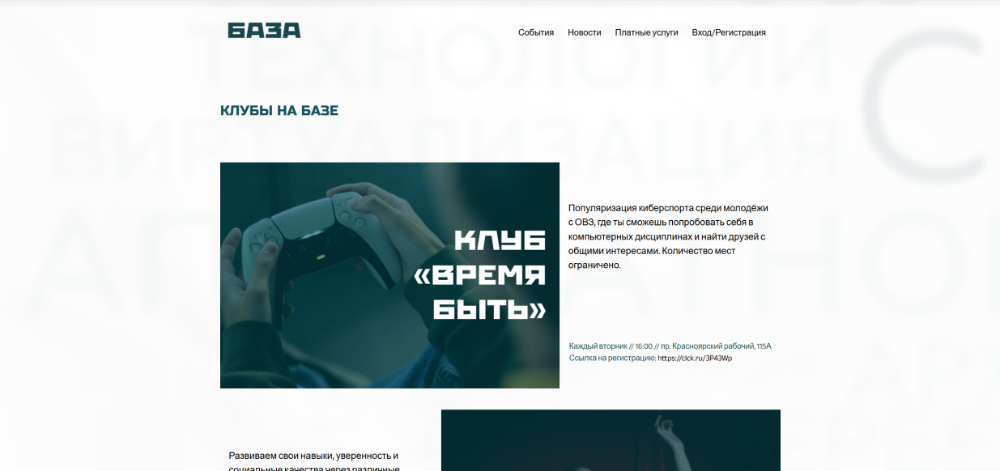 БАЗА
События Новости Платные услуги Вход/Регистрация
ТЕХНОЛОГИИ
ВИРТУАЛИЗАЦИЯ
КЛУБЫ НА БАЗЕ
КЛУБ
«ВРЕМЯ
БЫТЬ»
Популяризация киберспорта среди молодёжи
с ОВЗ, где ты сможешь попробовать себя в
компьютерных дисциплинах и найти друзей с
общими интересами. Количество мест
ограничено.
Каждый вторник // 16:00 // пр. Красноярский рабочий, 115А
Ссылка на регистрацию: https://clck.ru/3P43Wp
Развиваем свои навыки, уверенность и
социальные качества через различные